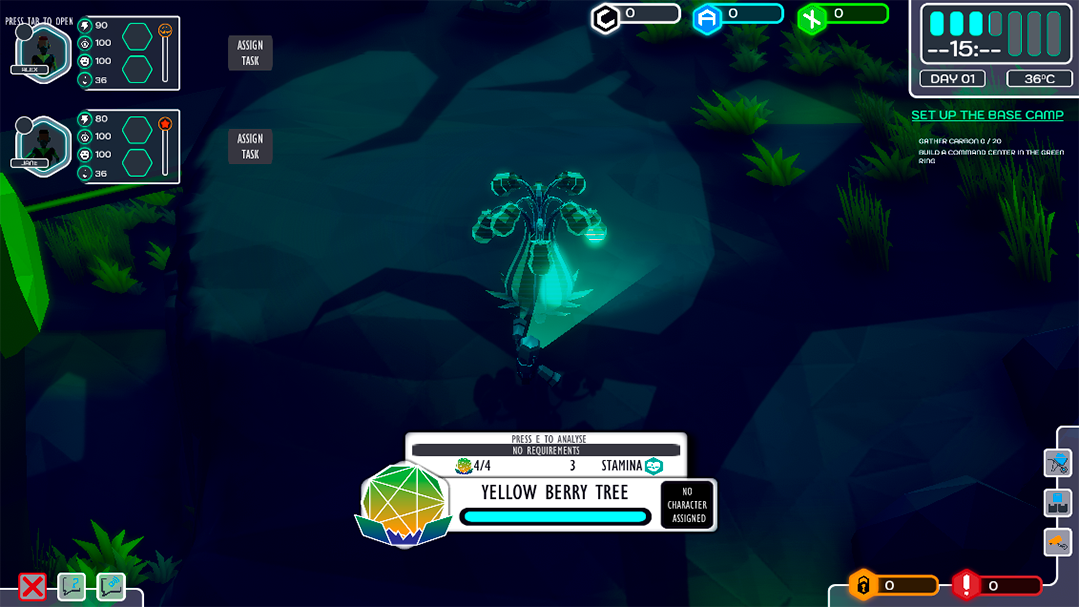 PRESS TAB TO OPEN
90
100
100
36
ALEX
ASSIGN
TASK
80
100
100
36
JANE
ASSIGN
TASK
0
0
0
--15:--
DAY 01
36°C
SET UP THE BASE CAMP
GATHER CARBON 0 / 20
BUILD A COMMAND CENTER IN THE GREEN
RING
PRESS E TO ANALYSE
NO REQUIREMENTS
4/4
3
STAMINA
YELLOW BERRY TREE
NO
CHARACTER
ASSIGNED
0
0